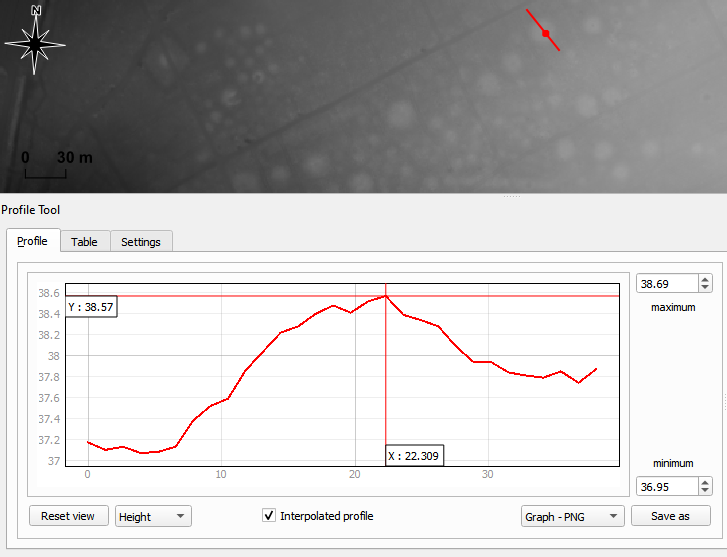 N
0 30 m
Profile Tool
Profile Table Settings
38.6
38.4
38.2
38
37.8
37.6
37.4
37.2
37
Y : 38.57
X : 22.309
0 10 20 30
38.69
maximum
minimum
36.95
Reset view Height Interpolated profile Graph - PNG Save as